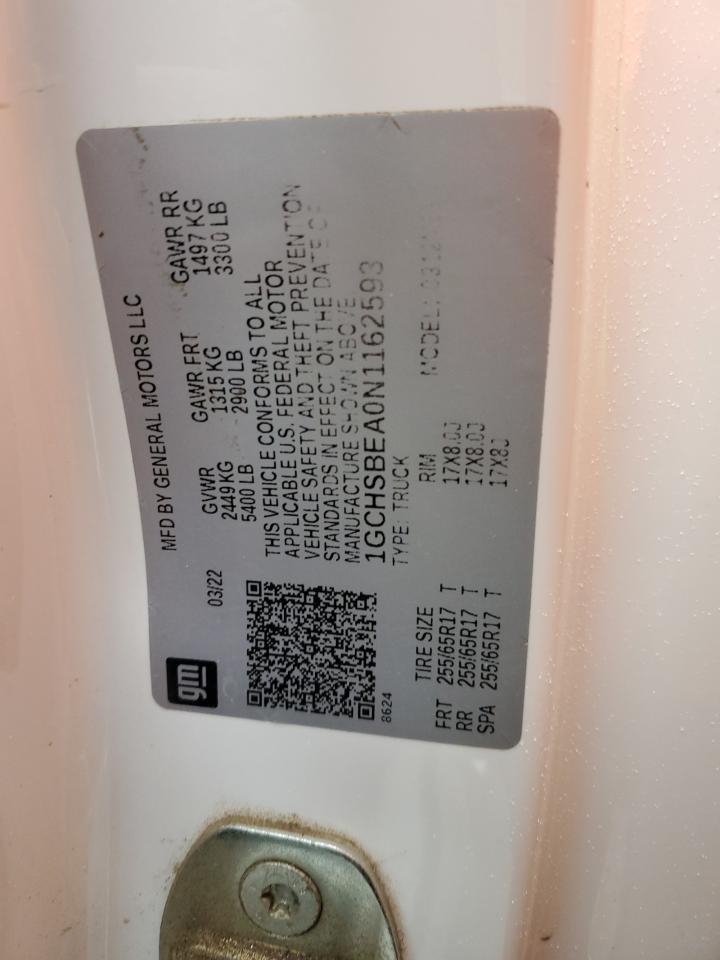 gm
MFD BY GENERAL MOTORS LLC
03/22
GVWR GAWR FRT GAWR RR
2449 KG 1315 KG 1497 KG
5400 LB 2900 LB 3300 LB
THIS VEHICLE CONFORMS TO ALL
APPLICABLE U.S. FEDERAL MOTOR
VEHICLE SAFETY AND THEFT PREVENTION
STANDARDS IN EFFECT ON THE DATE OF
MANUFACTURE SHOWN ABOVE
1GCHSBEA0N1162593
TYPE: TRUCK
8624
MODEL:
TIRE SIZE RIM
FRT 255/65R17 T 17X8.0J
RR 255/65R17 T 17X8.0J
SPA 255/65R17 T 17X8J